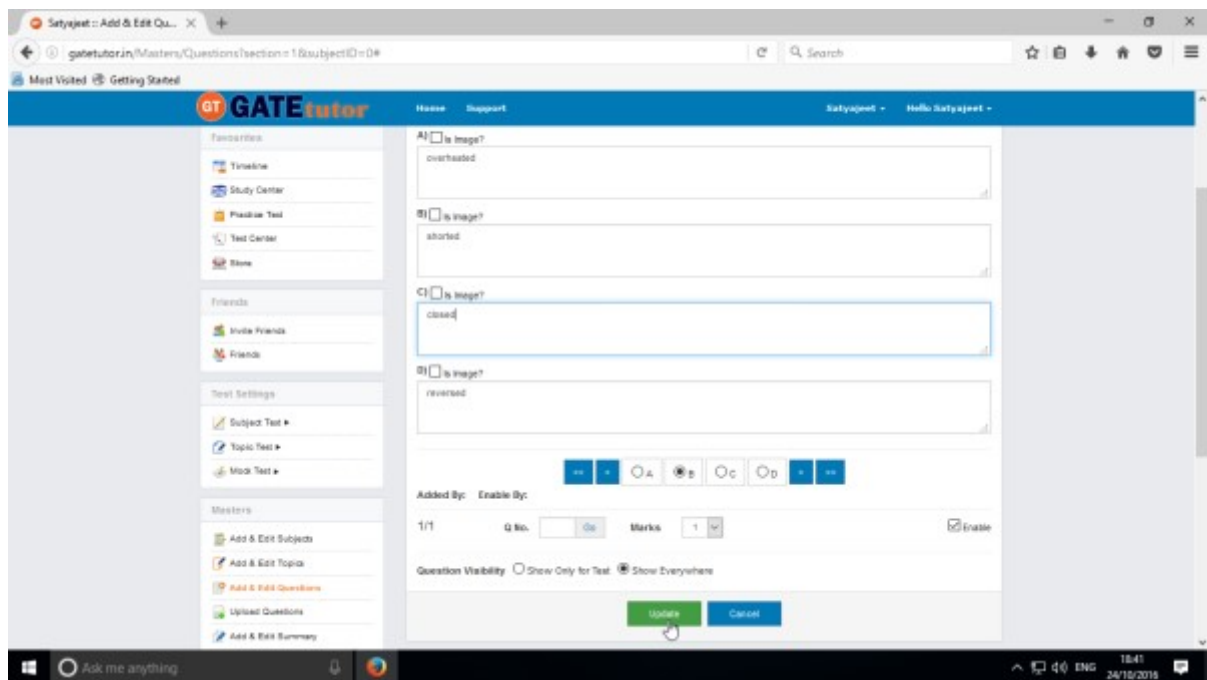 Satyajeet :: Add & Edit Qu...
gatetutor.in/Masters/Questions?section=1&subjectID=0#
Search
Most Visited Getting Started
GT GATEtutor Home Support Satyajeet Hello Satyajeet
Favourites
Timeline
Study Center
Practice Test
Test Center
Store
Friends
Invite Friends
Friends
Test Settings
Subject Test
Topic Test
Mock Test
Masters
Add & Edit Subjects
Add & Edit Topics
Add & Edit Questions
Upload Questions
Add & Edit Summary
A) Is Image?
overheated
B) Is Image?
shorted
C) Is Image?
closed
D) Is Image?
reversed
<< < A B C D > >>
Added By: Enable By:
1/1 Q No. Go Marks 1 Enable
Question Visibility Show Only for Test Show Everywhere
Update Cancel
Ask me anything
ENG 18:41
24/10/2016